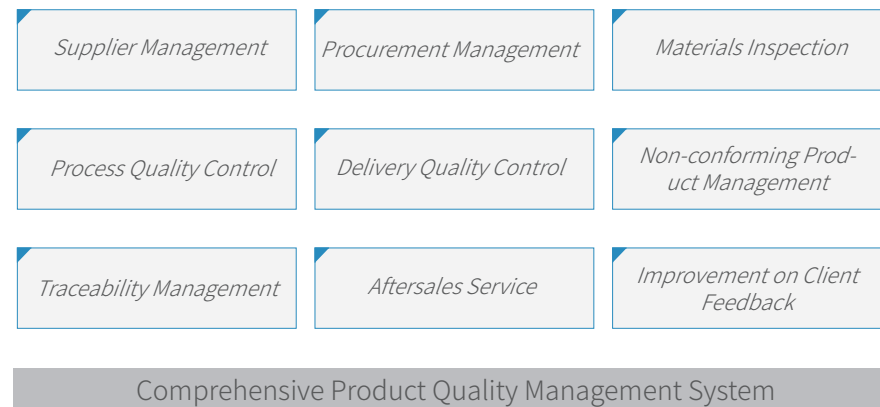 Supplier Management
Procurement Management
Materials Inspection
Process Quality Control
Delivery Quality Control
Non-conforming Prod-
uct Management
Traceability Management
Aftersales Service
Improvement on Client
Feedback
Comprehensive Product Quality Management System